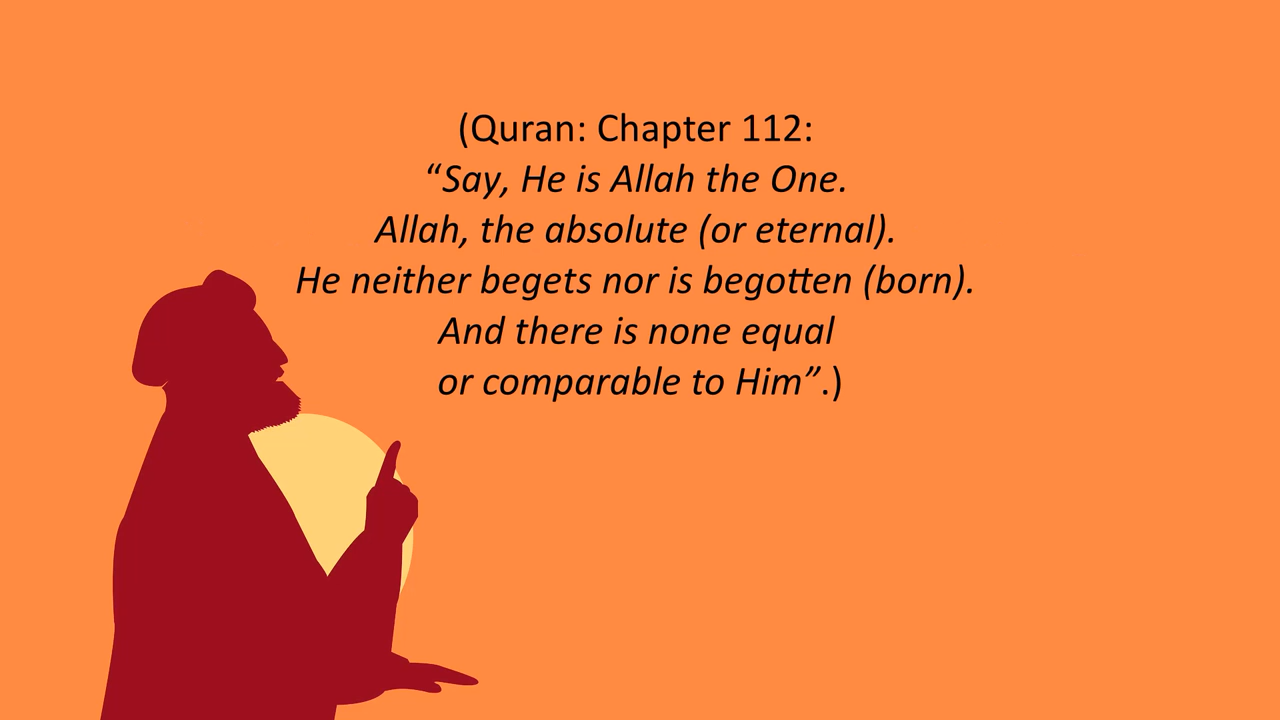 (Quran: Chapter 112:
“Say, He is Allah the One.
Allah, the absolute (or eternal).
He neither begets nor is begotten (born).
And there is none equal
or comparable to Him”.)